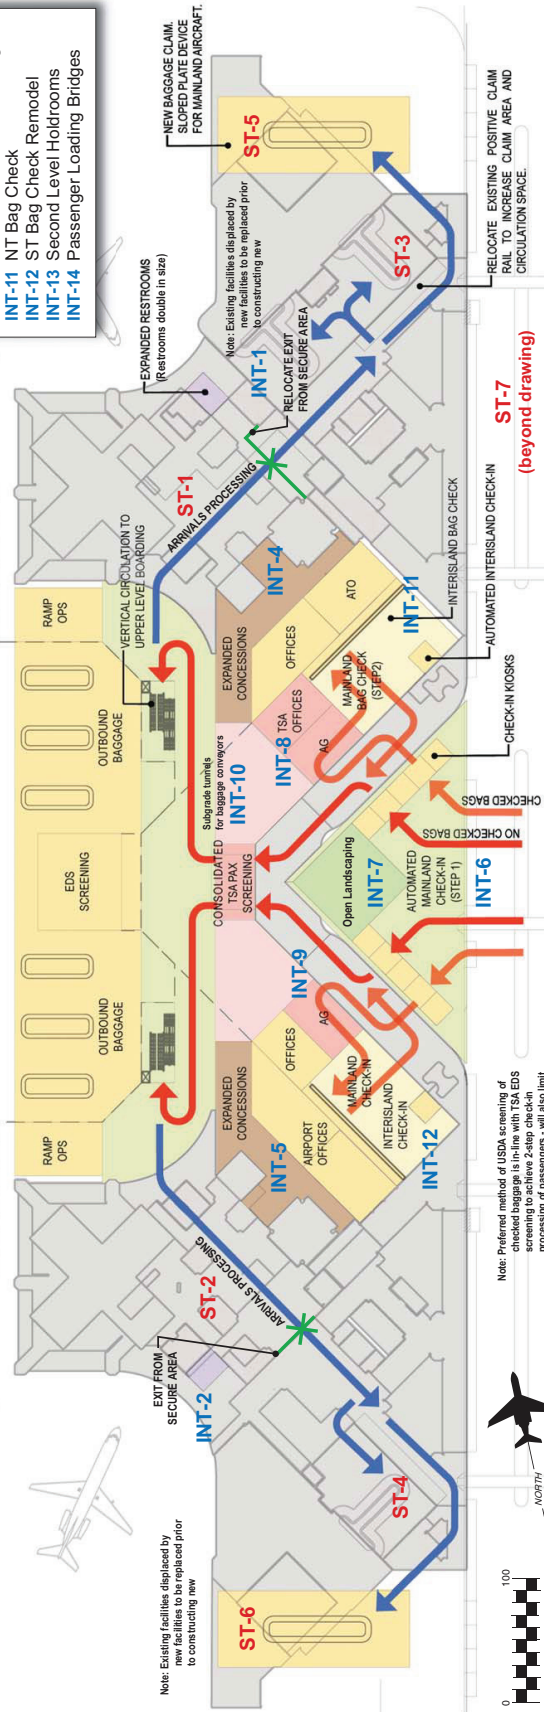 INT-11 NT Bag Check
INT-12 ST Bag Check Remodel
INT-13 Second Level Holdrooms
INT-14 Passenger Loading Bridges
NEW BAGGAGE CLAIM.
SLOPED PLATE DEVICE
FOR MAINLAND AIRCRAFT.
ST-5
EXPANDED RESTROOMS
(Restrooms double in size)
Note: Existing facilities displaced by
new facilities to be replaced prior
to constructing new
INT-1
ST-3
RELOCATE EXISTING POSITIVE CLAIM
RAIL TO INCREASE CLAIM AREA AND
CIRCULATION SPACE.
RELOCATE EXIT
FROM SECURE AREA
ST-1
ARRIVALS PROCESSING
ST-7
(beyond drawing)
RAMP
OPS
VERTICAL CIRCULATION TO
UPPER LEVEL BOARDING
INT-4
EXPANDED
CONCESSIONS
ATO
OFFICES
INT-11
INTERISLAND BAG CHECK
AUTOMATED INTERISLAND CHECK-IN
OUTBOUND
BAGGAGE
TSA
OFFICES
INT-8
AG
MAINLAND
BAG CHECK
(STEP2)
CHECK-IN KIOSKS
Subgrade tunnels
for baggage conveyors
INT-10
CHECKED BAGS
NO CHECKED BAGS
EDS
SCREENING
CONSOLIDATED
TSA PAX
SCREENING
Open Landscaping
INT-7
AUTOMATED
MAINLAND
CHECK-IN
(STEP 1)
INT-6
OUTBOUND
BAGGAGE
INT-9
AG
OFFICES
MAINLAND
CHECK-IN
EXPANDED
CONCESSIONS
INT-5
AIRPORT
OFFICES
INTERISLAND
CHECK-IN
INT-12
RAMP
OPS
ARRIVALS PROCESSING
ST-2
EXIT FROM
SECURE AREA
INT-2
ST-4
Note: Existing facilities displaced by
new facilities to be replaced prior
to constructing new
ST-6
Note: Preferred method of USDA screening of
checked baggage is in-line with TSA EDS
screening to achieve 2-step check-in
processing of passengers - will also limit
NORTH
0 100